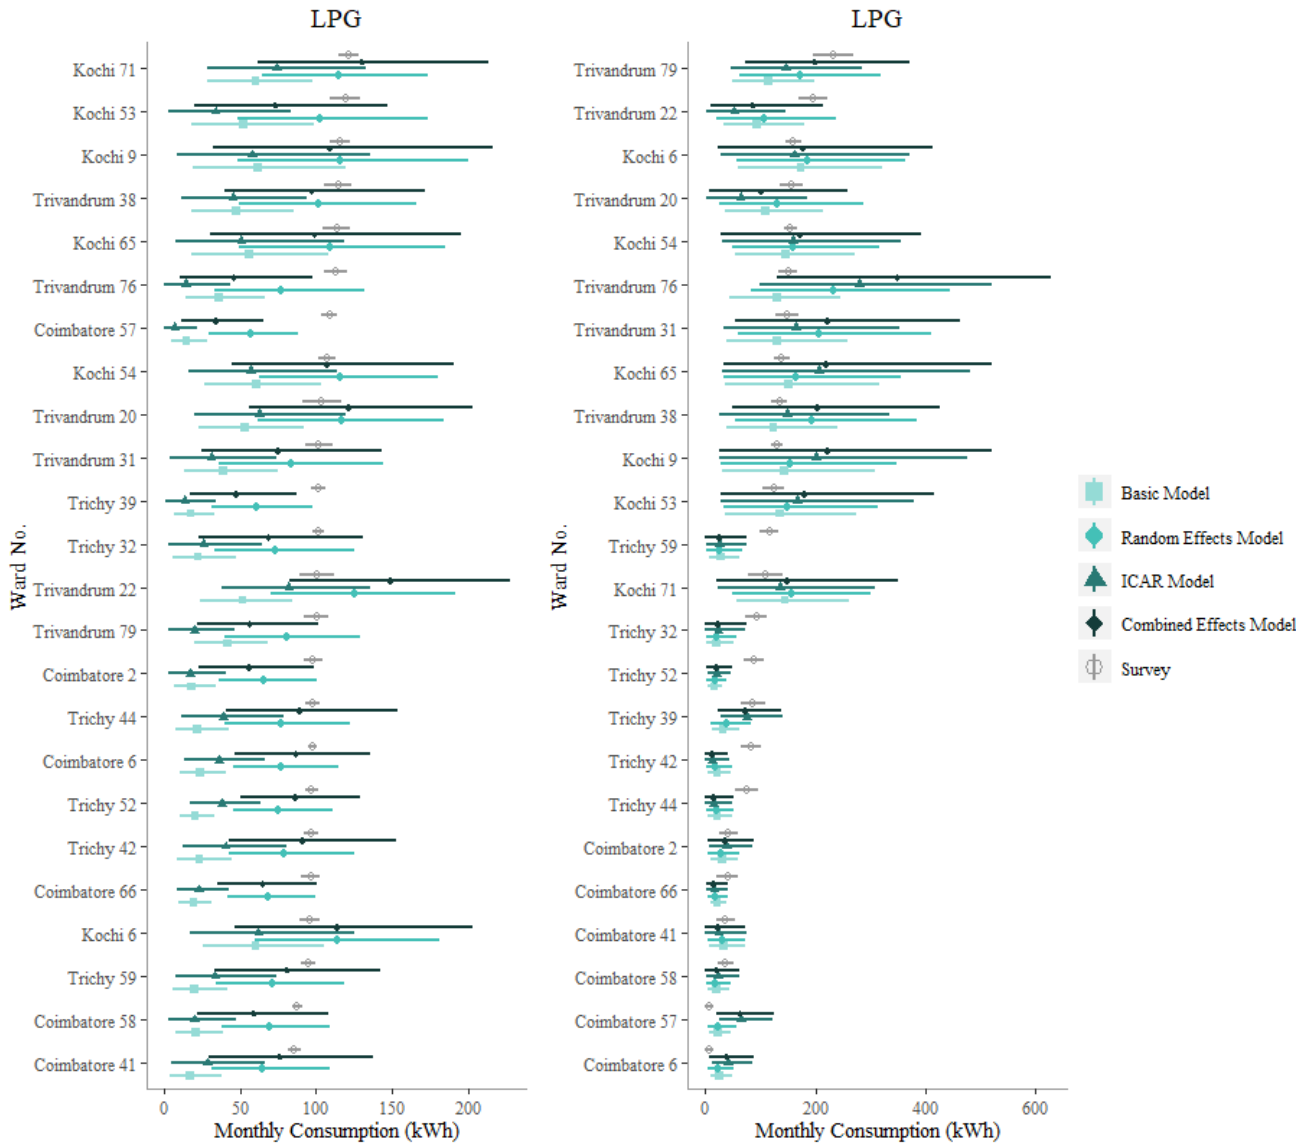 LPG
Ward No.
Kochi 71
Kochi 53
Kochi 9
Trivandrum 38
Kochi 65
Trivandrum 76
Coimbatore 57
Kochi 54
Trivandrum 20
Trivandrum 31
Trichy 39
Trichy 32
Trivandrum 22
Trivandrum 79
Coimbatore 2
Trichy 44
Coimbatore 6
Trichy 52
Trichy 42
Coimbatore 66
Kochi 6
Trichy 59
Coimbatore 58
Coimbatore 41
0 50 100 150 200
Monthly Consumption (kWh)
LPG
Ward No.
Trivandrum 79
Trivandrum 22
Kochi 6
Trivandrum 20
Kochi 54
Trivandrum 76
Trivandrum 31
Kochi 65
Trivandrum 38
Kochi 9
Kochi 53
Trichy 59
Kochi 71
Trichy 32
Trichy 52
Trichy 39
Trichy 42
Trichy 44
Coimbatore 2
Coimbatore 66
Coimbatore 41
Coimbatore 58
Coimbatore 57
Coimbatore 6
0 200 400 600
Monthly Consumption (kWh)
Basic Model
Random Effects Model
ICAR Model
Combined Effects Model
Survey